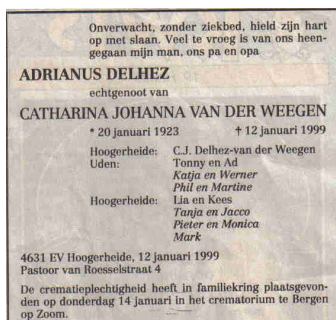 Onverwacht, zonder ziekbed, hield zijn hart
op met slaan. Veel te vroeg is van ons heen-
gegaan mijn man, ons pa en opa
ADRIANUS DELHEZ
echtgenoot van
CATHARINA JOHANNA VAN DER WEEGEN
* 20 januari 1923 † 12 januari 1999
Hoogerheide: C.J. Delhez-van der Weegen
Uden: Tonny en Ad
Katja en Werner
Phil en Martine
Hoogerheide: Lia en Kees
Tanja en Jacco
Pieter en Monica
Mark
4631 EV Hoogerheide, 12 januari 1999
Pastoor van Roesselstraat 4
De crematieplechtigheid heeft in familiekring plaatsgevon-
den op donderdag 14 januari in het crematorium te Bergen
op Zoom.